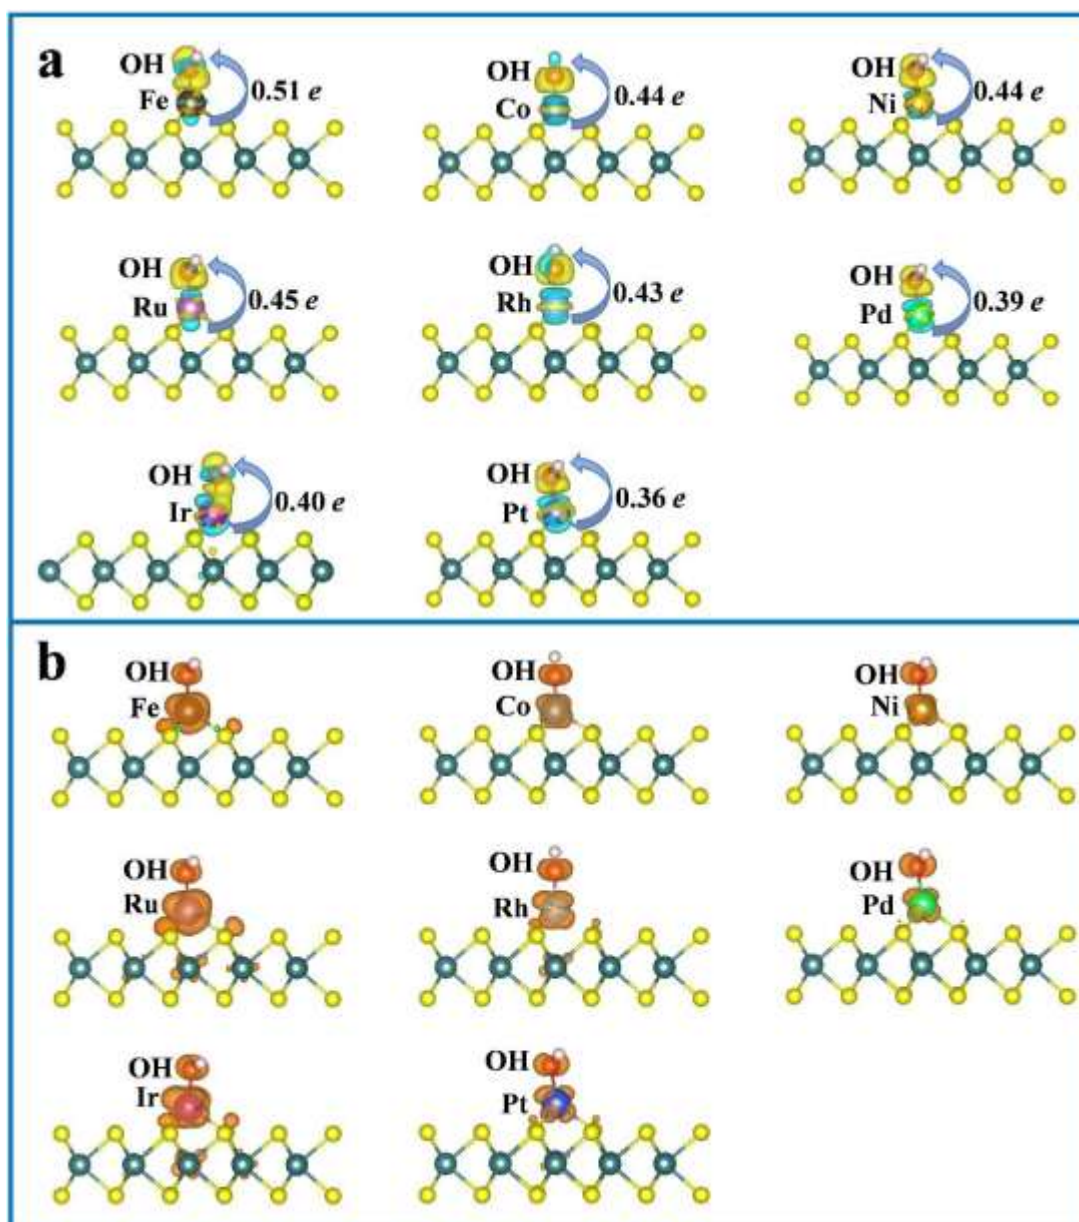 a
OH
Fe
0.51 e
OH
Co
0.44 e
OH
Ni
0.44 e
OH
Ru
0.45 e
OH
Rh
0.43 e
OH
Pd
0.39 e
OH
Ir
0.40 e
OH
Pt
0.36 e
b
OH
Fe
OH
Co
OH
Ni
OH
Ru
OH
Rh
OH
Pd
OH
Ir
OH
Pt